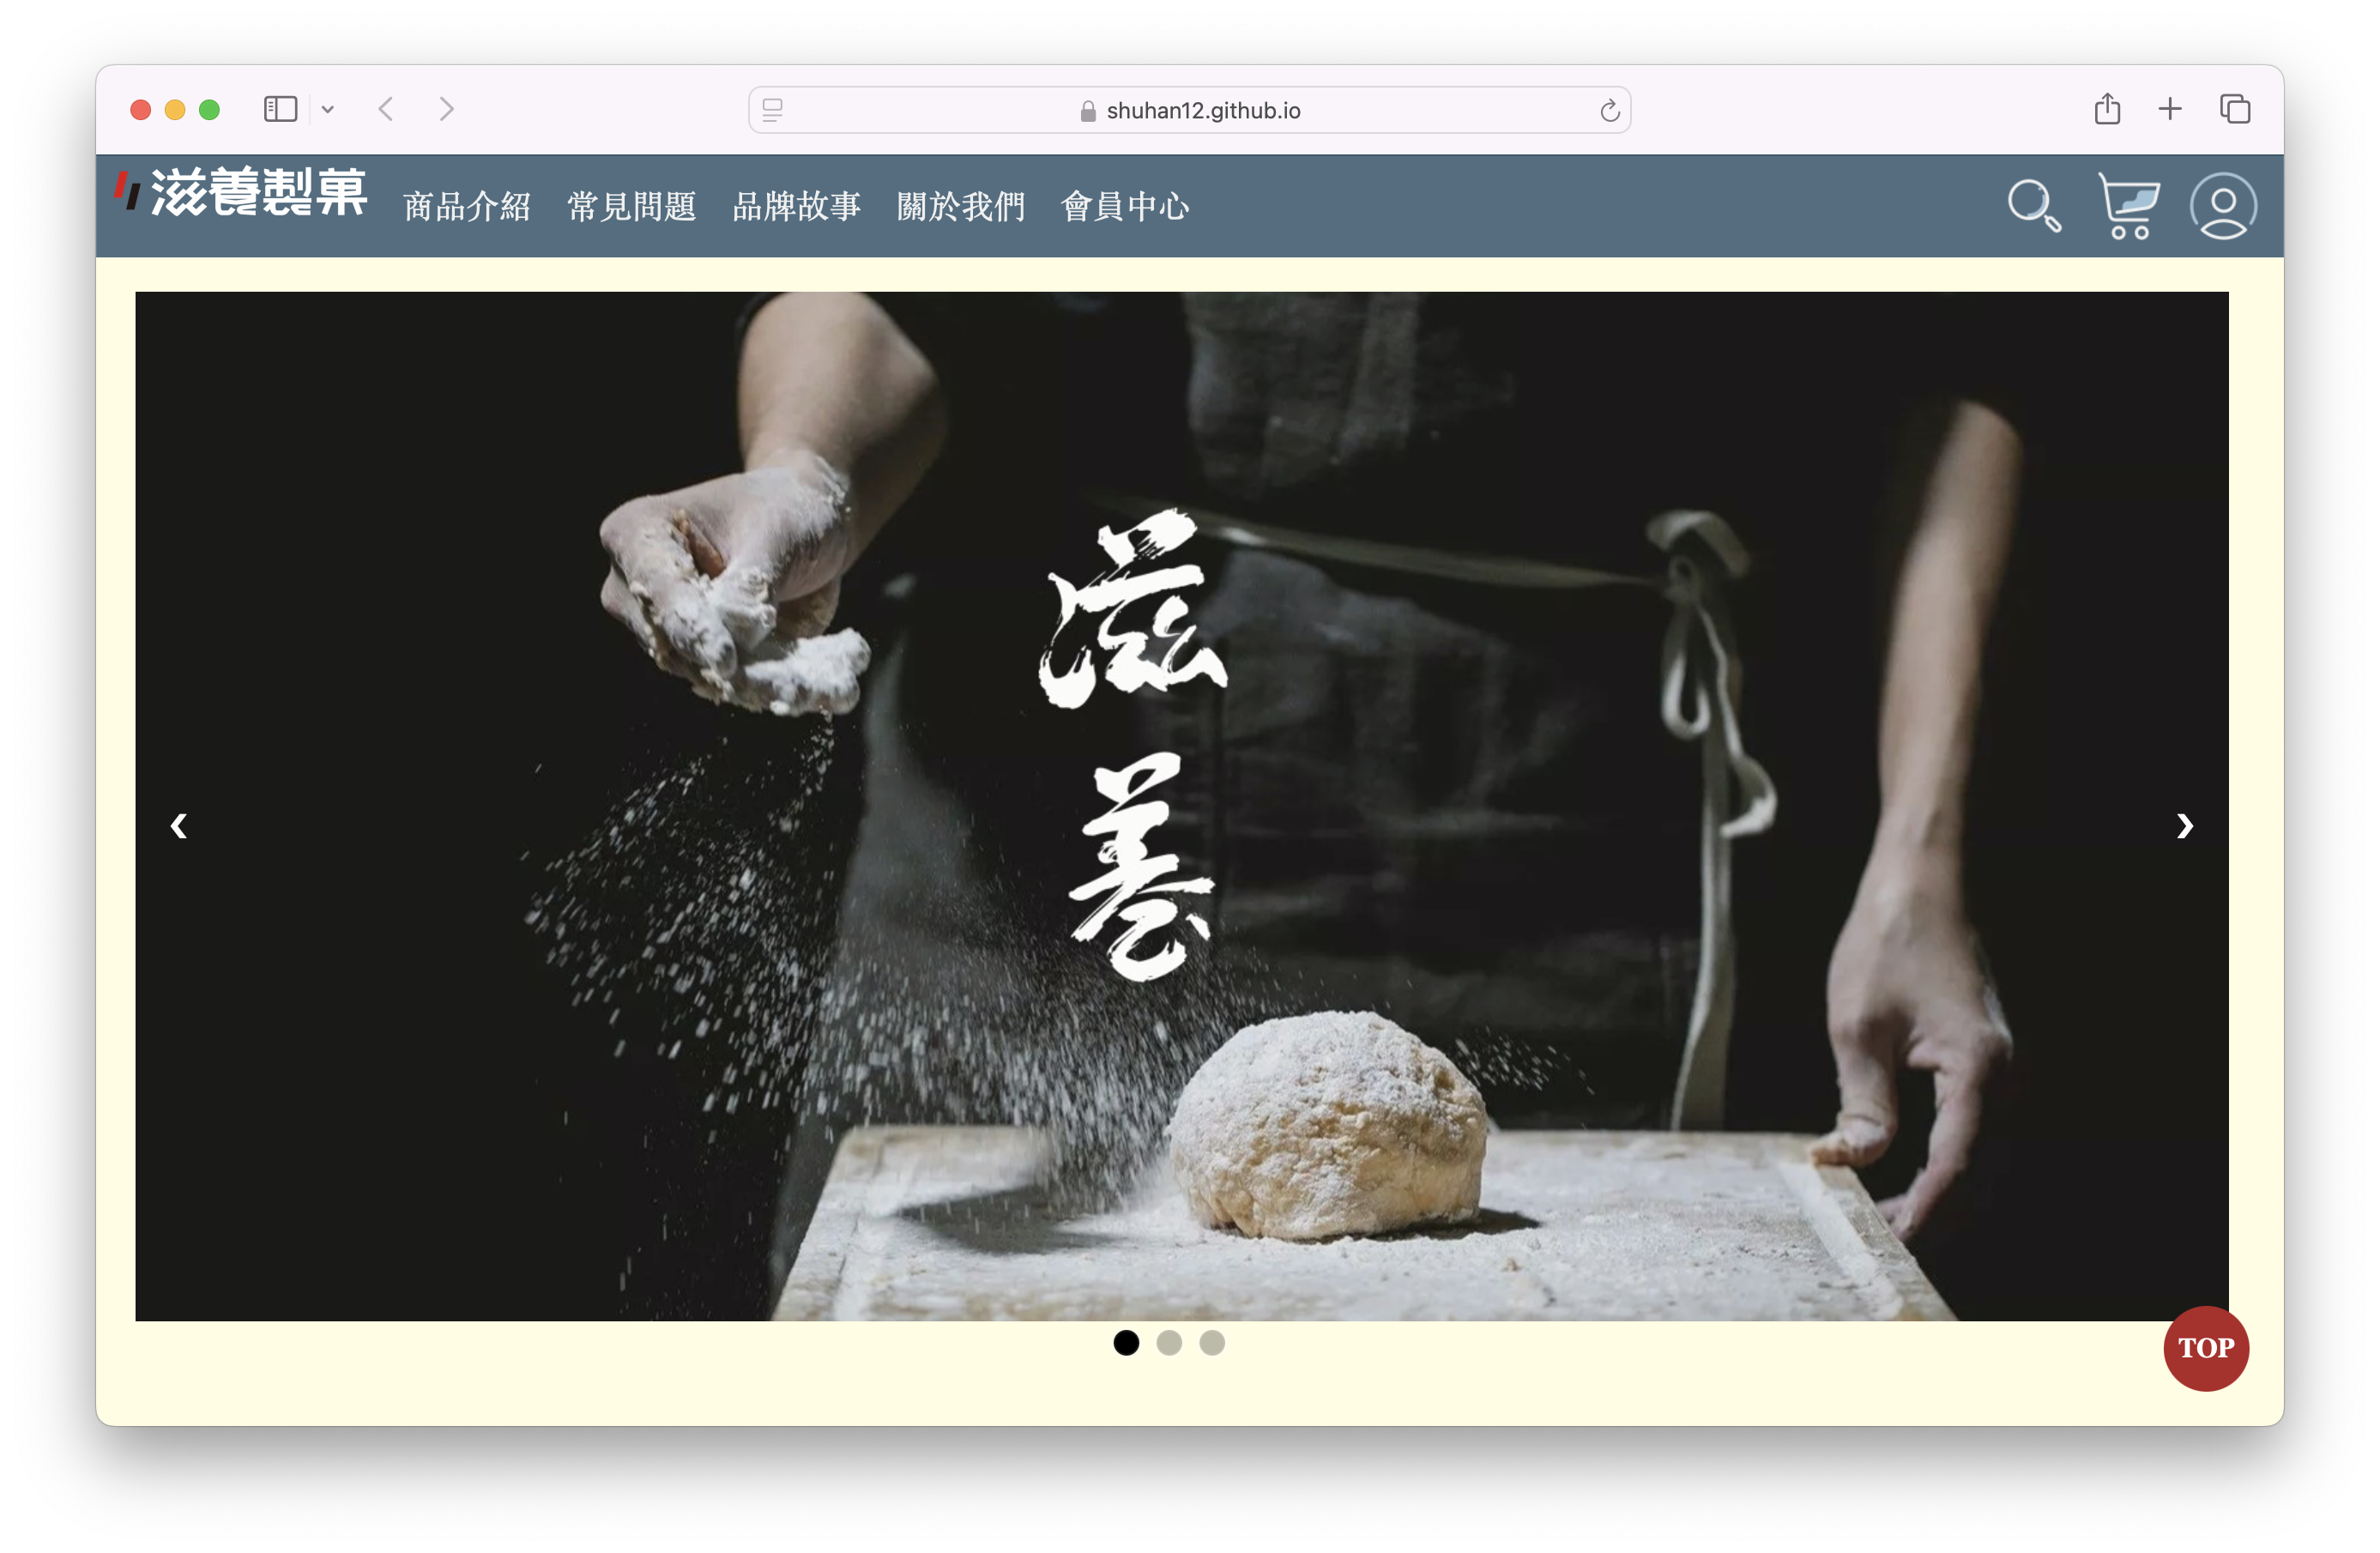 shuhan12.github.io
滋養製菓 商品介紹 常見問題 品牌故事 關於我們 會員中心
滋
養
‹ ›
TOP